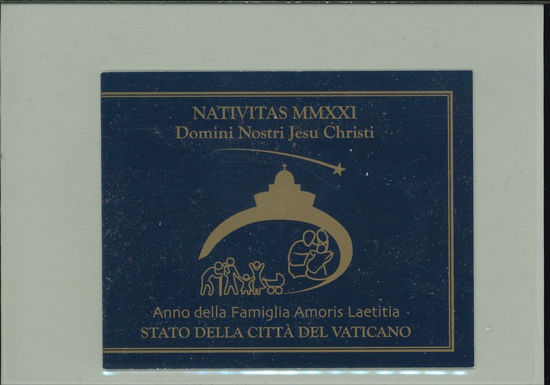 NATIVITAS MMXXI
Domini Nostri Jesu Christi
Anno della Famiglia Amoris Laetitia
STATO DELLA CITTÀ DEL VATICANO